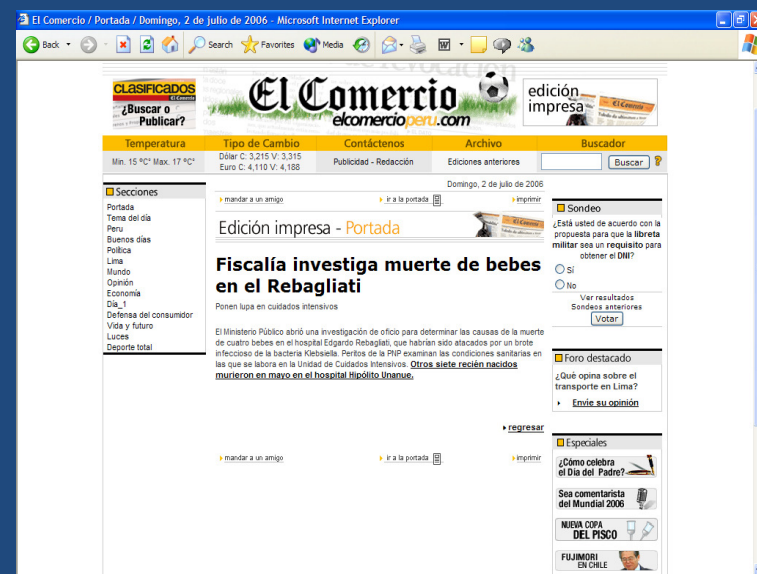 El Comercio / Portada / Domingo, 2 de julio de 2006 - Microsoft Internet Explorer
Back
Search
Favorites
Media
CLASIFICADOS
El Comercio
¿Buscar o
Publicar?
El Comercio
elcomercioperu.com
edición
impresa
Temperatura
Tipo de Cambio
Contáctenos
Archivo
Buscador
Min. 15 ºC* Max. 17 ºC*
Dólar C: 3,215 V: 3,315
Euro C: 4,110 V: 4,188
Publicidad - Redacción
Ediciones anteriores
Buscar
Domingo, 2 de julio de 2006
Secciones
Portada
Tema del día
Peru
Buenos días
Política
Lima
Mundo
Opinión
Economía
Día_1
Defensa del consumidor
Vida y futuro
Luces
Deporte total
mandar a un amigo
ir a la portada
imprimir
Edición impresa - Portada
Fiscalía investiga muerte de bebes
en el Rebagliati
Ponen lupa en cuidados intensivos
El Ministerio Público abrió una investigación de oficio para determinar las causas de la muerte
de cuatro bebes en el hospital Edgardo Rebagliati, que habrían sido atacados por un brote
infeccioso de la bacteria Klebsiella. Peritos de la PNP examinan las condiciones sanitarias en
las que se labora en la Unidad de Cuidados Intensivos. Otros siete recién nacidos
murieron en mayo en el hospital Hipólito Unanue.
regresar
mandar a un amigo
ir a la portada
imprimir
Sondeo
¿Está usted de acuerdo con la
propuesta para que la libreta
militar sea un requisito para
obtener el DNI?
Sí
No
Ver resultados
Sondeos anteriores
Votar
Foro destacado
¿Qué opina sobre el
transporte en Lima?
Envíe su opinión
Especiales
¿Cómo celebra
el Día del Padre?
Sea comentarista
del Mundial 2006
NUEVA COPA
DEL PISCO
FUJIMORI
EN CHILE